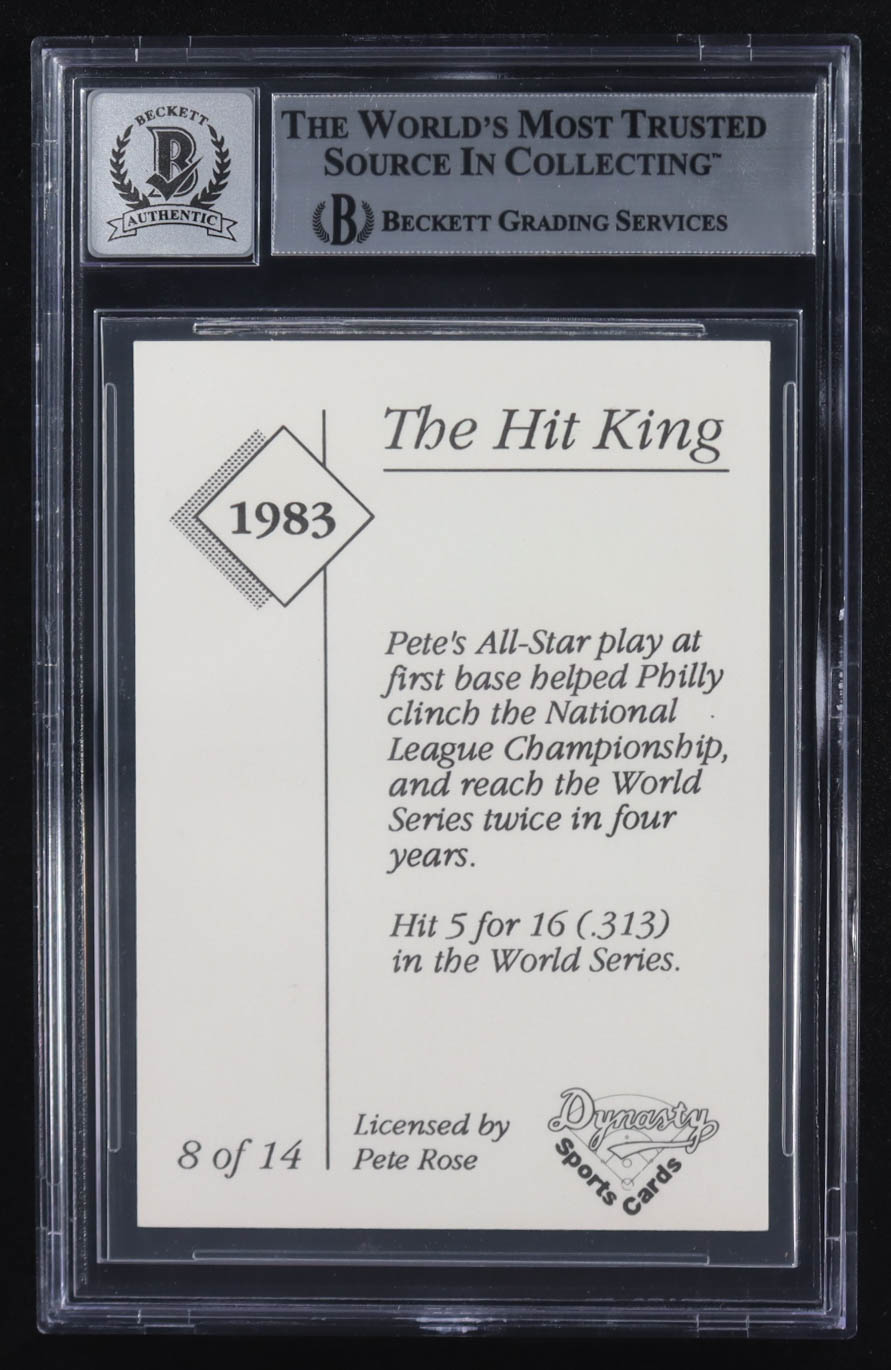 BECKETT
B
AUTHENTIC
THE WORLD'S MOST TRUSTED
SOURCE IN COLLECTING™
B BECKETT GRADING SERVICES
The Hit King
1983
Pete's All-Star play at
first base helped Philly
clinch the National
League Championship,
and reach the World
Series twice in four
years.
Hit 5 for 16 (.313)
in the World Series.
8 of 14
Licensed by
Pete Rose
Dynasty
Sports Cards